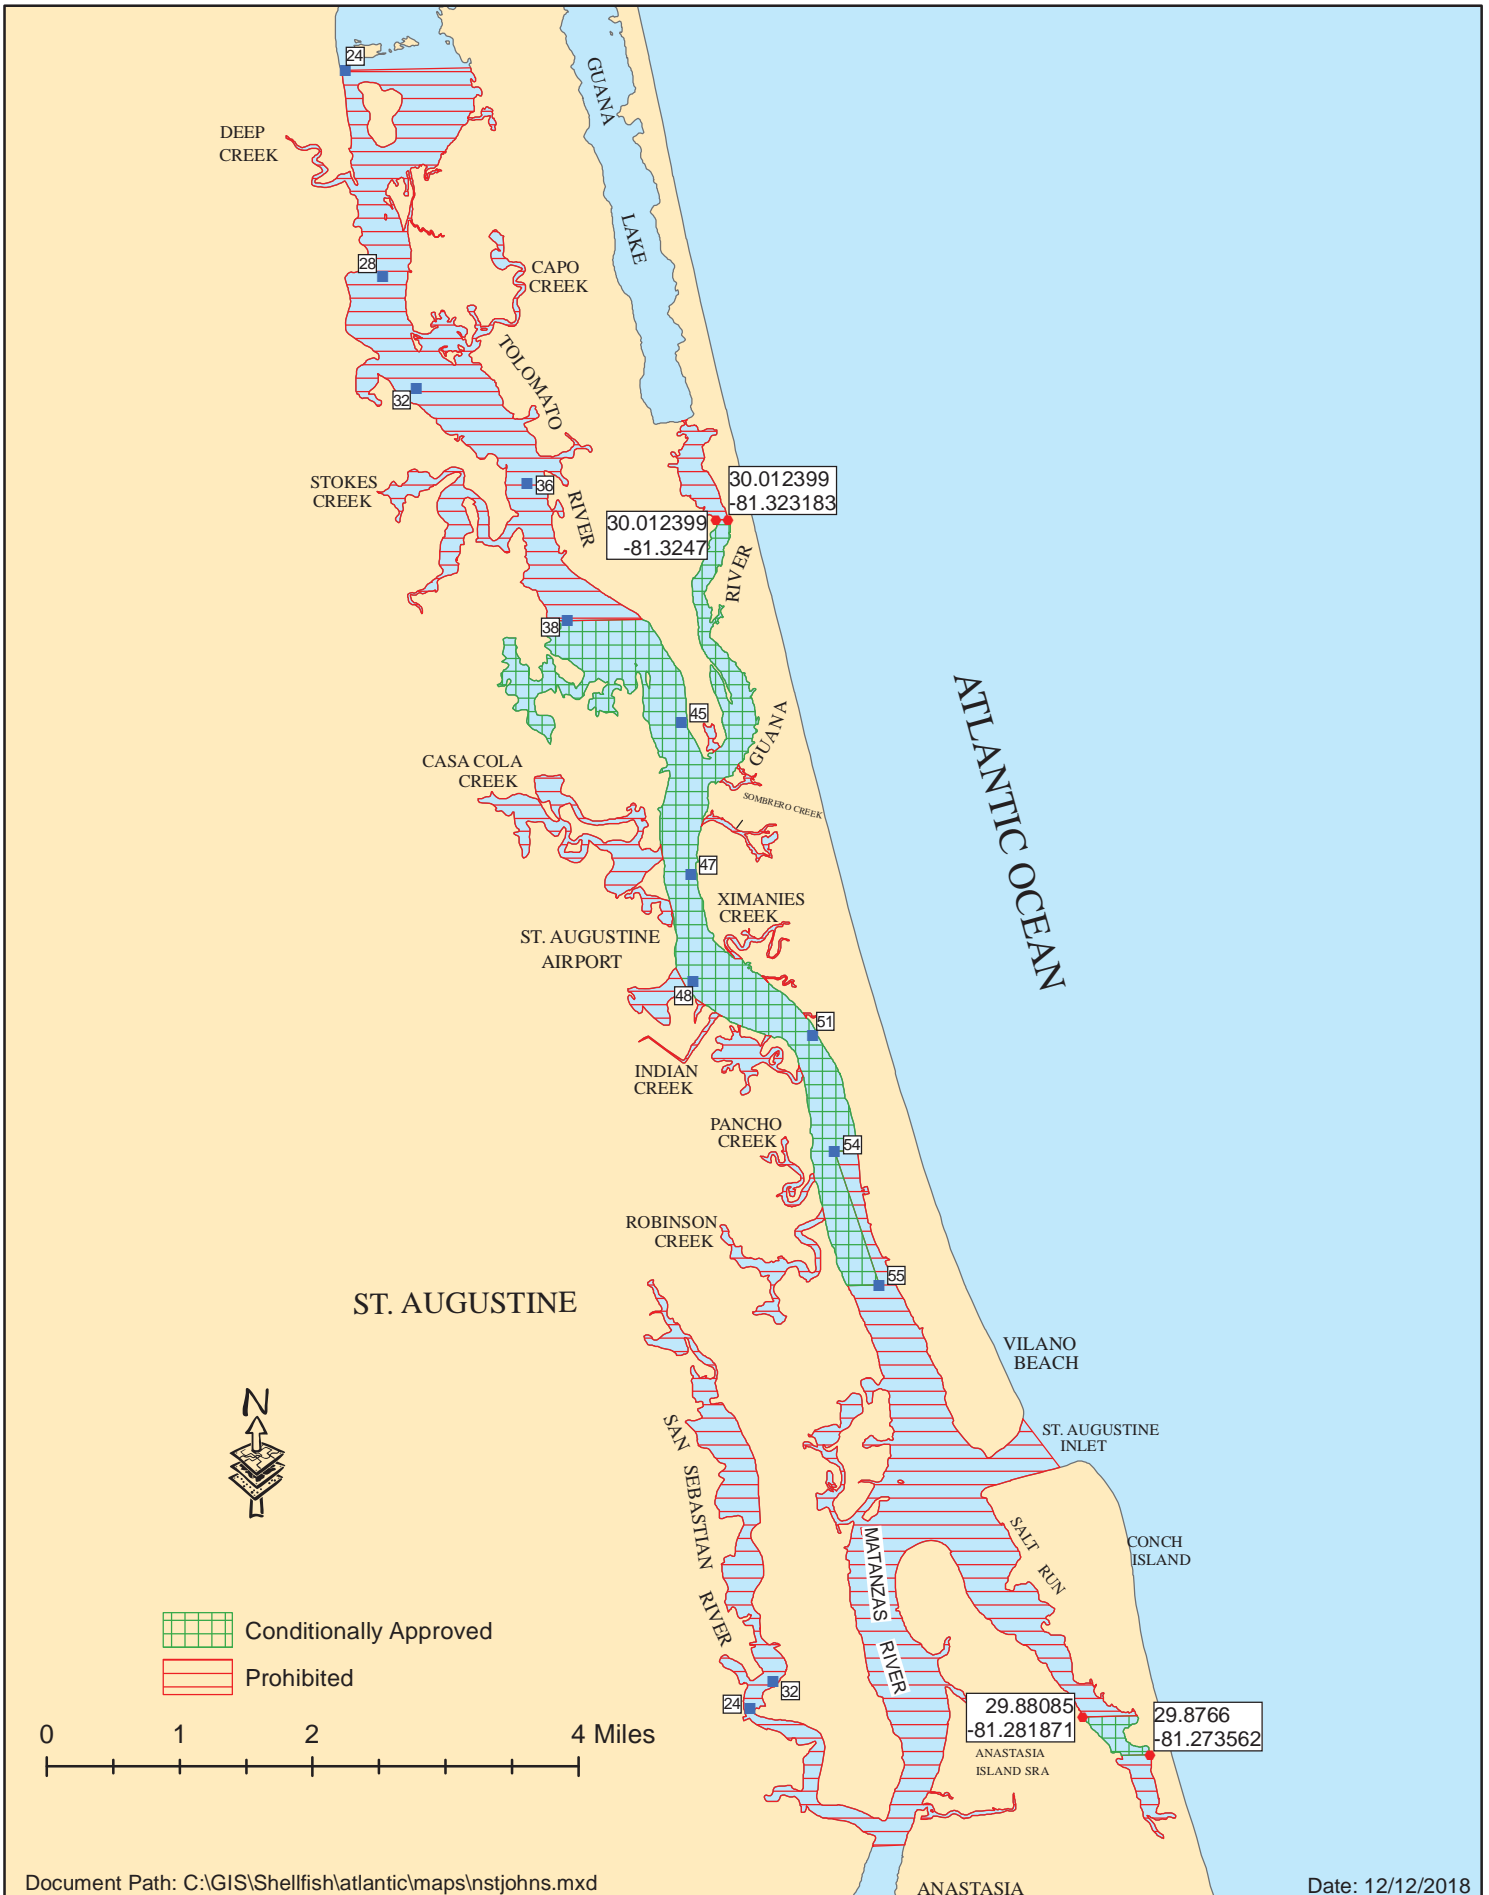 24
GUANA
LAKE
DEEP
CREEK
28
CAPO
CREEK
TOLOMATO
RIVER
32
STOKES
CREEK
36
30.012399
-81.323183
30.012399
-81.3247
RIVER
GUANA
38
45
CASA COLA
CREEK
SOMBRERO CREEK
47
XIMANIES
CREEK
ST. AUGUSTINE
AIRPORT
48
51
INDIAN
CREEK
PANCHO
CREEK
54
ROBINSON
CREEK
55
ATLANTIC OCEAN
ST. AUGUSTINE
VILANO
BEACH
N
ST. AUGUSTINE
INLET
SAN SEBASTIAN RIVER
MATANZAS
RIVER
SALT RUN
CONCH
ISLAND
Conditionally Approved
Prohibited
32
24
29.88085
-81.281871
29.8766
-81.273562
ANASTASIA
ISLAND SRA
0 1 2 4 Miles
Document Path: C:\GIS\Shellfish\atlantic\maps\nstjohns.mxd
ANASTASIA
Date: 12/12/2018